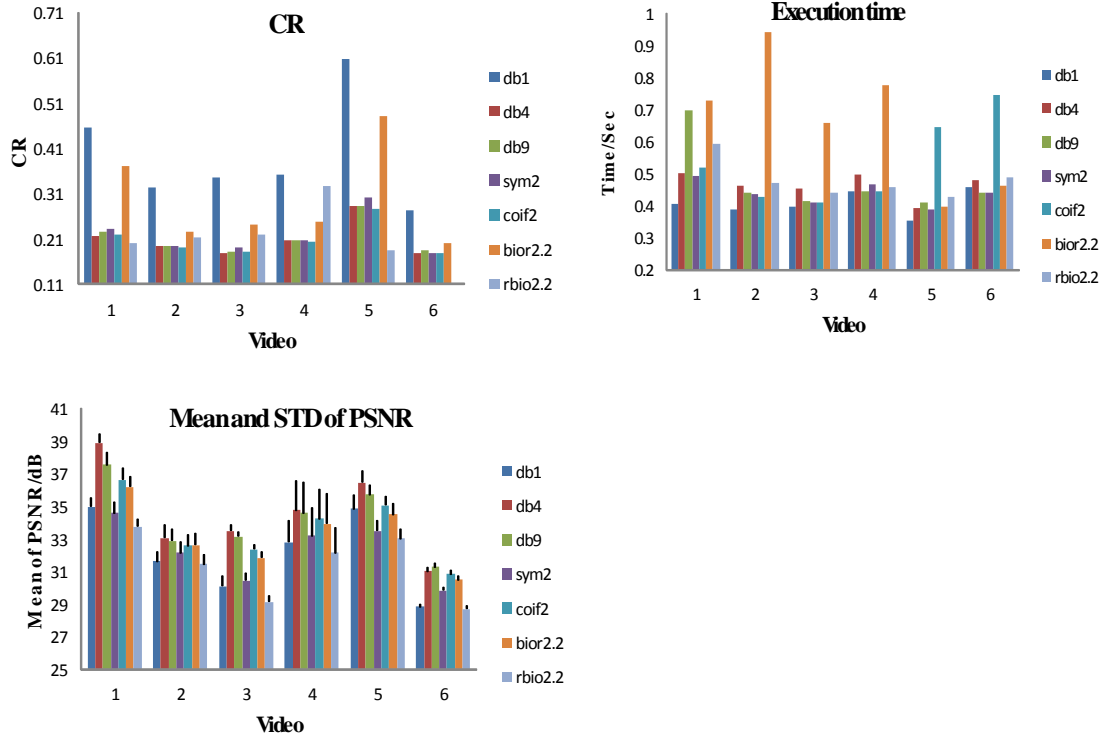 CR
0.71
0.61
0.51
0.41
0.31
0.21
0.11
CR
1 2 3 4 5 6
Video
db1
db4
db9
sym2
coif2
bior2.2
rbio2.2
Execution time
1
0.9
0.8
0.7
0.6
0.5
0.4
0.3
0.2
Time/Sec
1 2 3 4 5 6
Video
db1
db4
db9
sym2
coif2
bior2.2
rbio2.2
Mean and STD of PSNR
41
39
37
35
33
31
29
27
25
Mean of PSNR/dB
1 2 3 4 5 6
Video
db1
db4
db9
sym2
coif2
bior2.2
rbio2.2